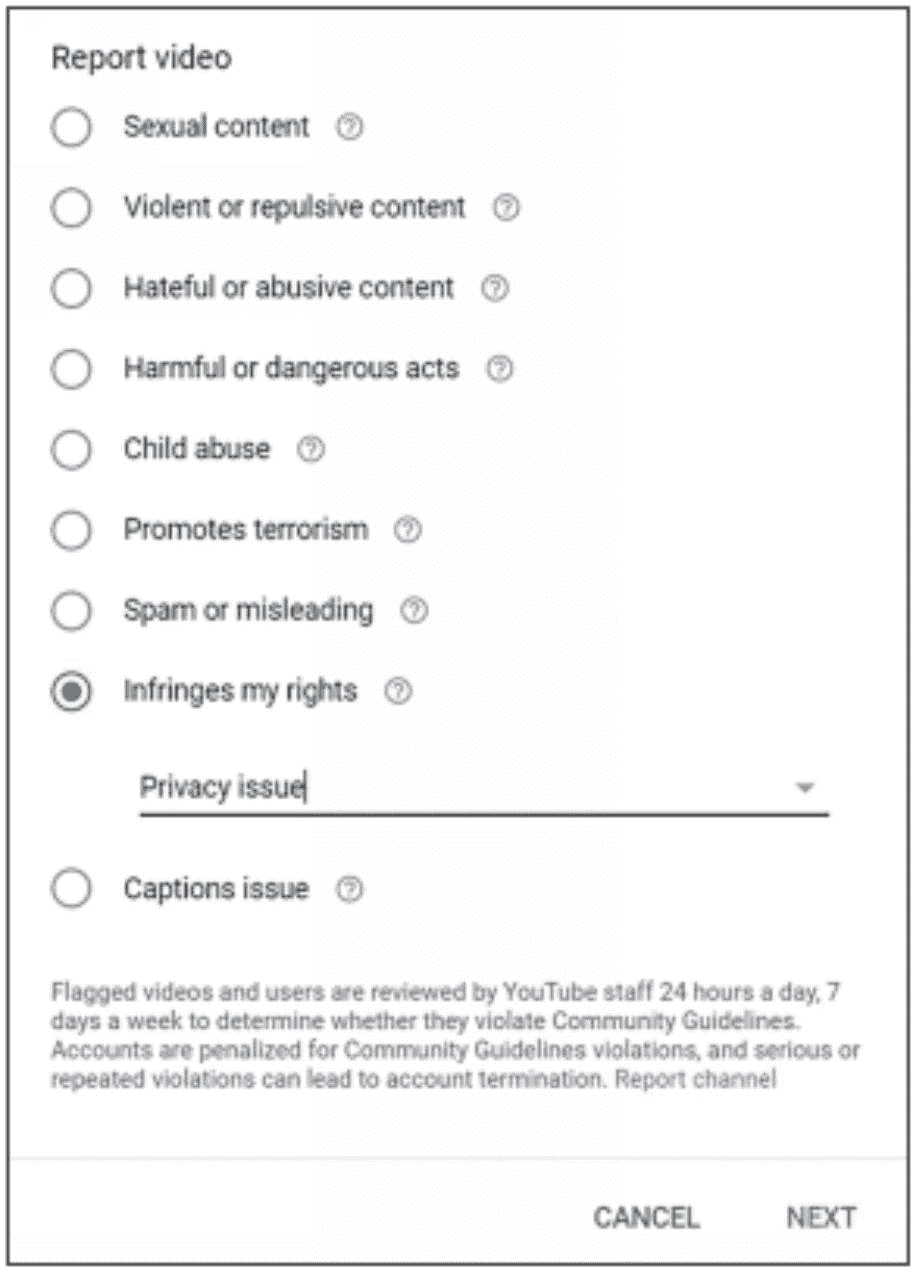 Report video
Sexual content
Violent or repulsive content
Hateful or abusive content
Harmful or dangerous acts
Child abuse
Promotes terrorism
Spam or misleading
Infringes my rights
Privacy issue
Captions issue
Flagged videos and users are reviewed by YouTube staff 24 hours a day, 7
days a week to determine whether they violate Community Guidelines.
Accounts are penalized for Community Guidelines violations, and serious or
repeated violations can lead to account termination. Report channel
CANCEL NEXT